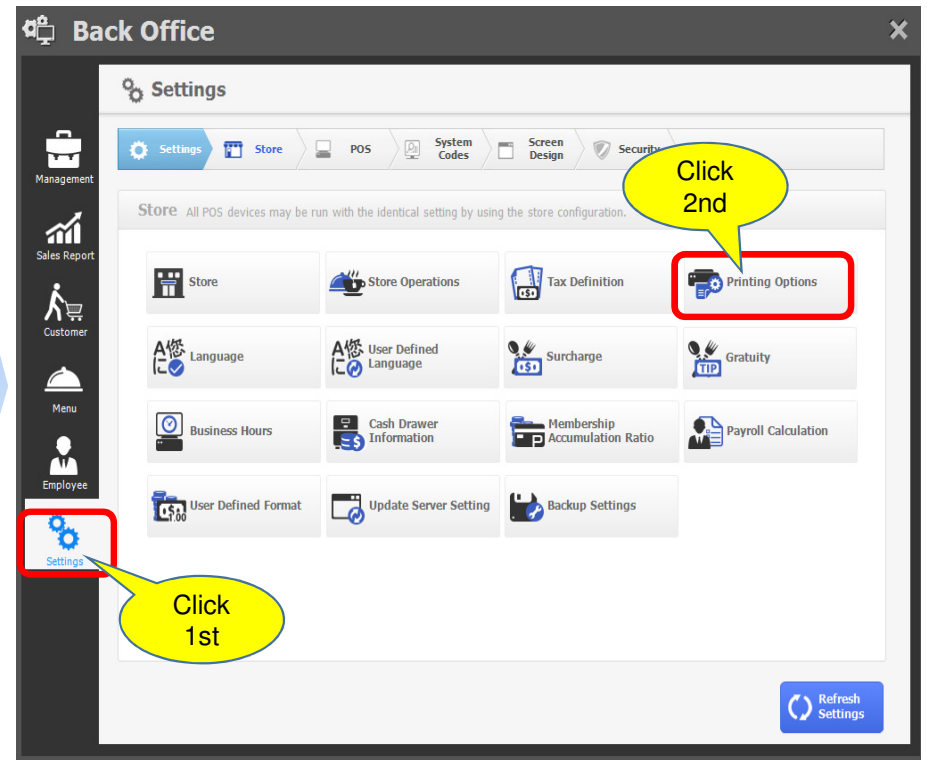 Back Office
Settings
Management
Sales Report
Customer
Menu
Employee
Settings
Settings
Store
POS
System
Codes
Screen
Design
Security
Click
2nd
Store All POS devices may be run with the identical setting by using the store configuration.
Store
Store Operations
Tax Definition
Printing Options
Language
User Defined
Language
Surcharge
TIP
Gratuity
Business Hours
Cash Drawer
Information
P
Membership
Accumulation Ratio
Payroll Calculation
User Defined Format
Update Server Setting
Backup Settings
Click
1st
Refresh
Settings